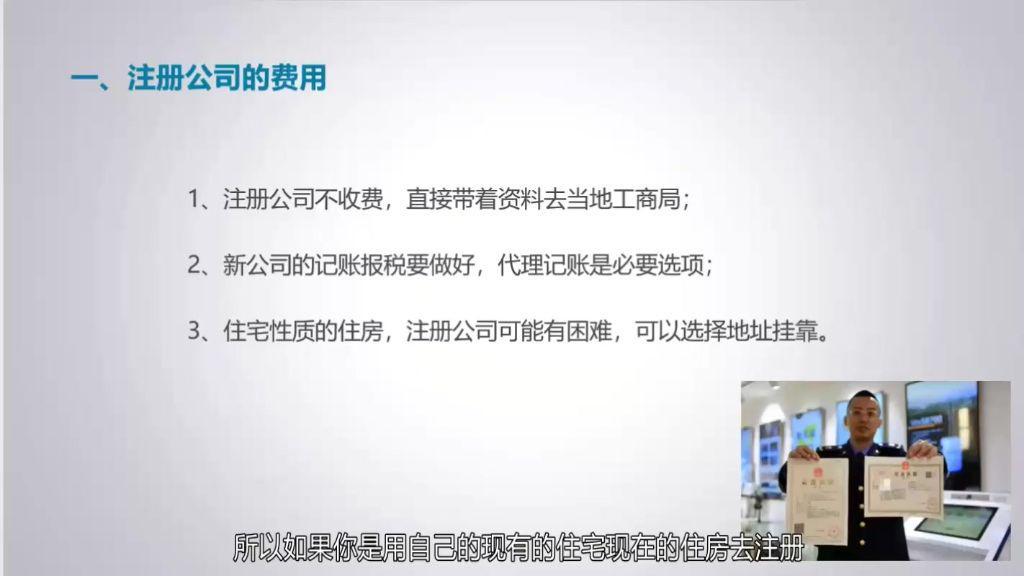 一、注册公司的费用
1、注册公司不收费，直接带着资料去当地工商局；
2、新公司的记账报税要做好，代理记账是必要选项；
3、住宅性质的住房，注册公司可能有困难，可以选择地址挂靠。
所以如果你是用自己的现有的住宅现在的住房去注册